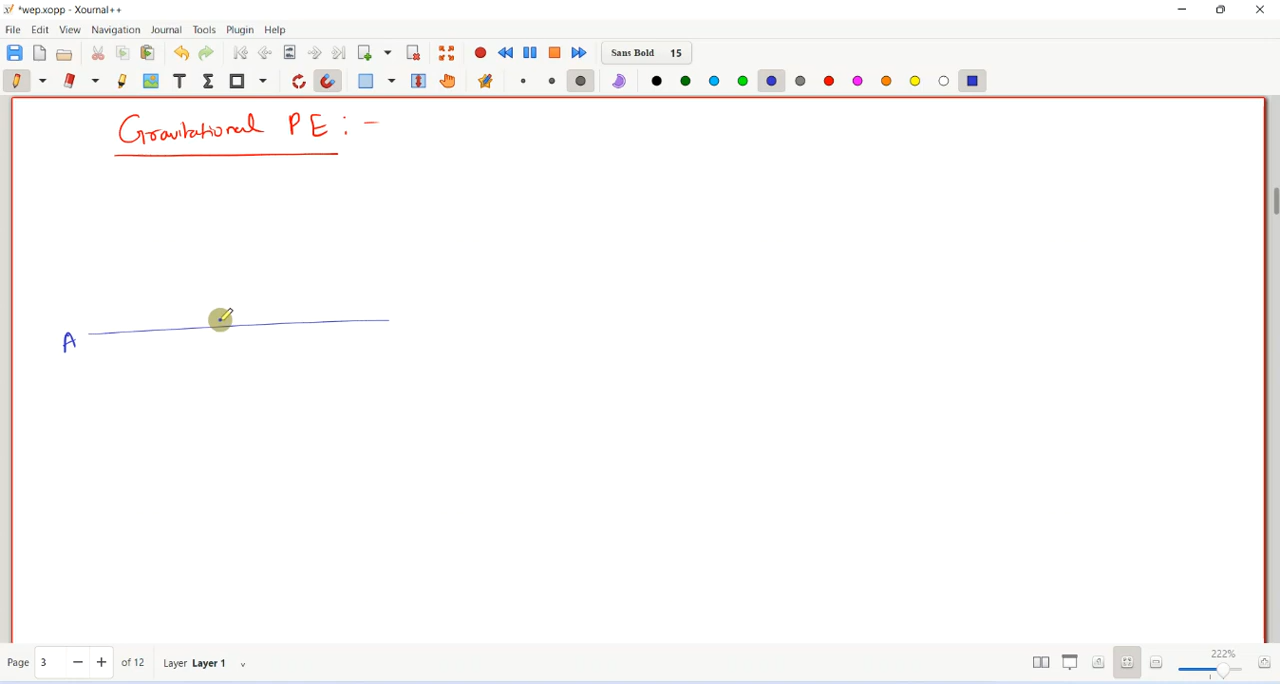 *wep.xopp - Xournal++
File Edit View Navigation Journal Tools Plugin Help
Sans Bold 15
Gravitational PE : -
A
Page 3 of 12 Layer Layer 1 222%